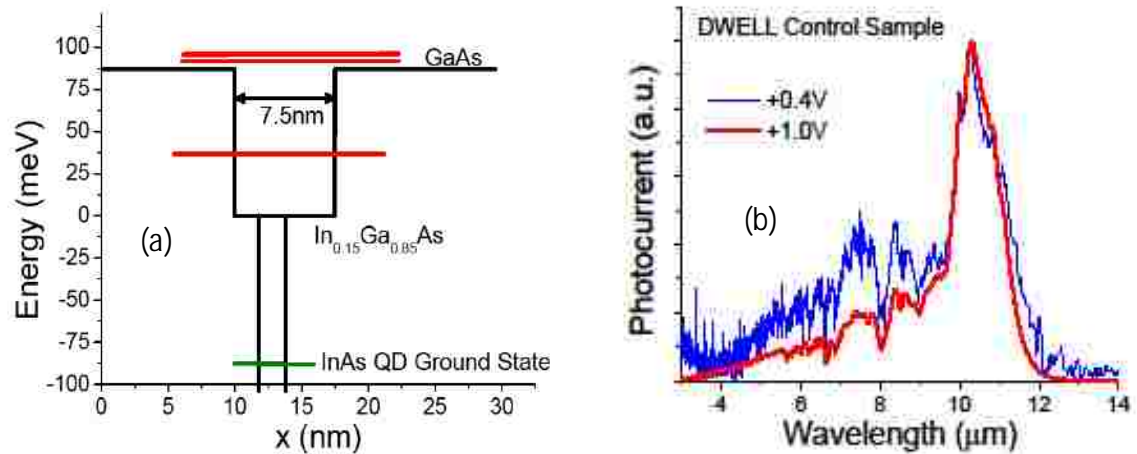 100
75
50
25
0
-25
-50
-75
-100
Energy (meV)
GaAs
7.5nm
(a)
In0.15Ga0.85As
InAs QD Ground State
0 5 10 15 20 25 30
x (nm)
DWELL Control Sample
+0.4V
+1.0V
(b)
Photocurrent (a.u.)
4 6 8 10 12 14
Wavelength (μm)